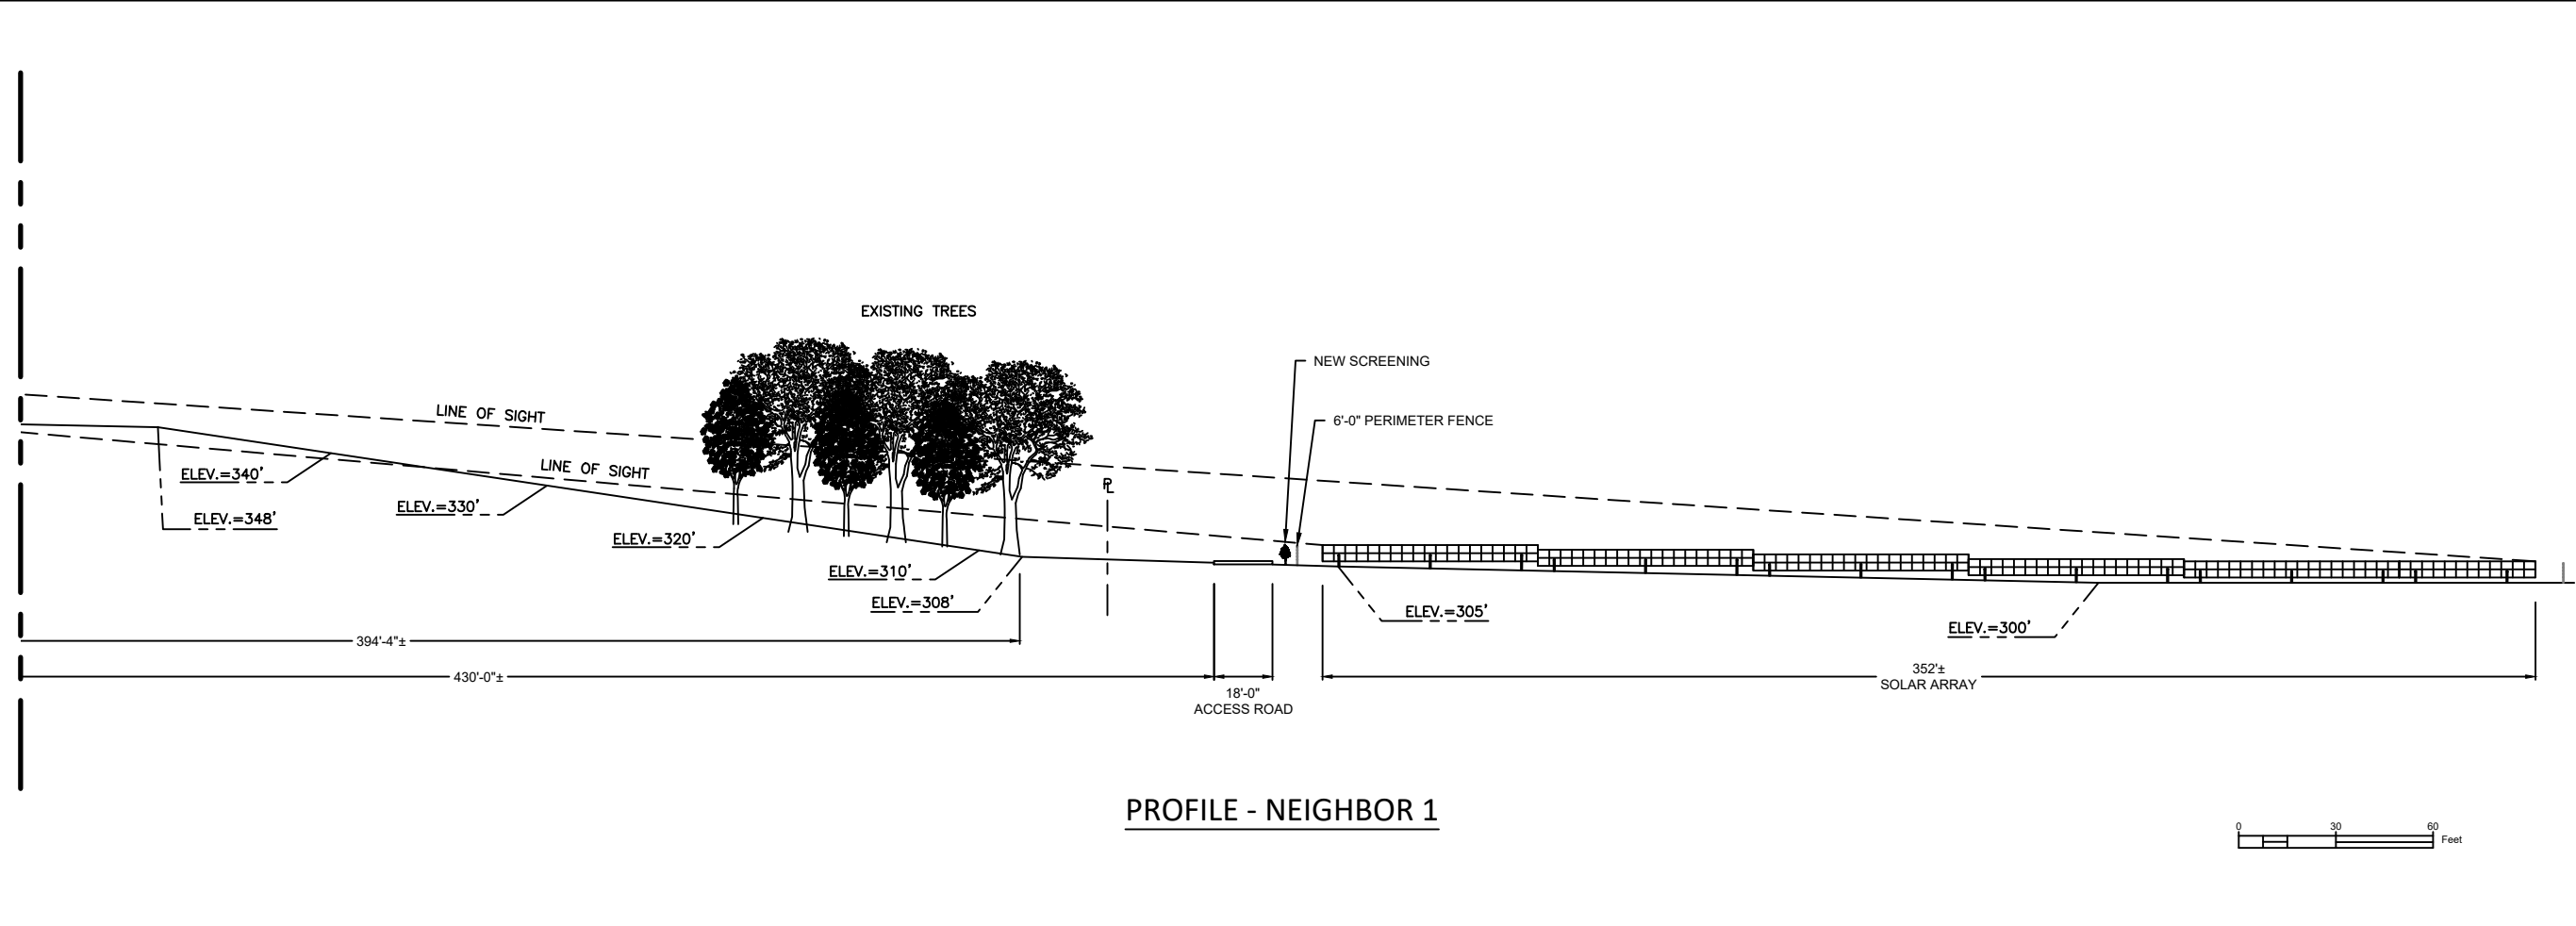 EXISTING TREES
NEW SCREENING
LINE OF SIGHT
6'-0" PERIMETER FENCE
LINE OF SIGHT
ELEV.=340'
PL
ELEV.=330'
ELEV.=348'
ELEV.=320'
ELEV.=310'
ELEV.=308'
ELEV.=305'
ELEV.=300'
394'-4"±
352'±
SOLAR ARRAY
430'-0"±
18'-0"
ACCESS ROAD
PROFILE - NEIGHBOR 1
0 30 60
Feet